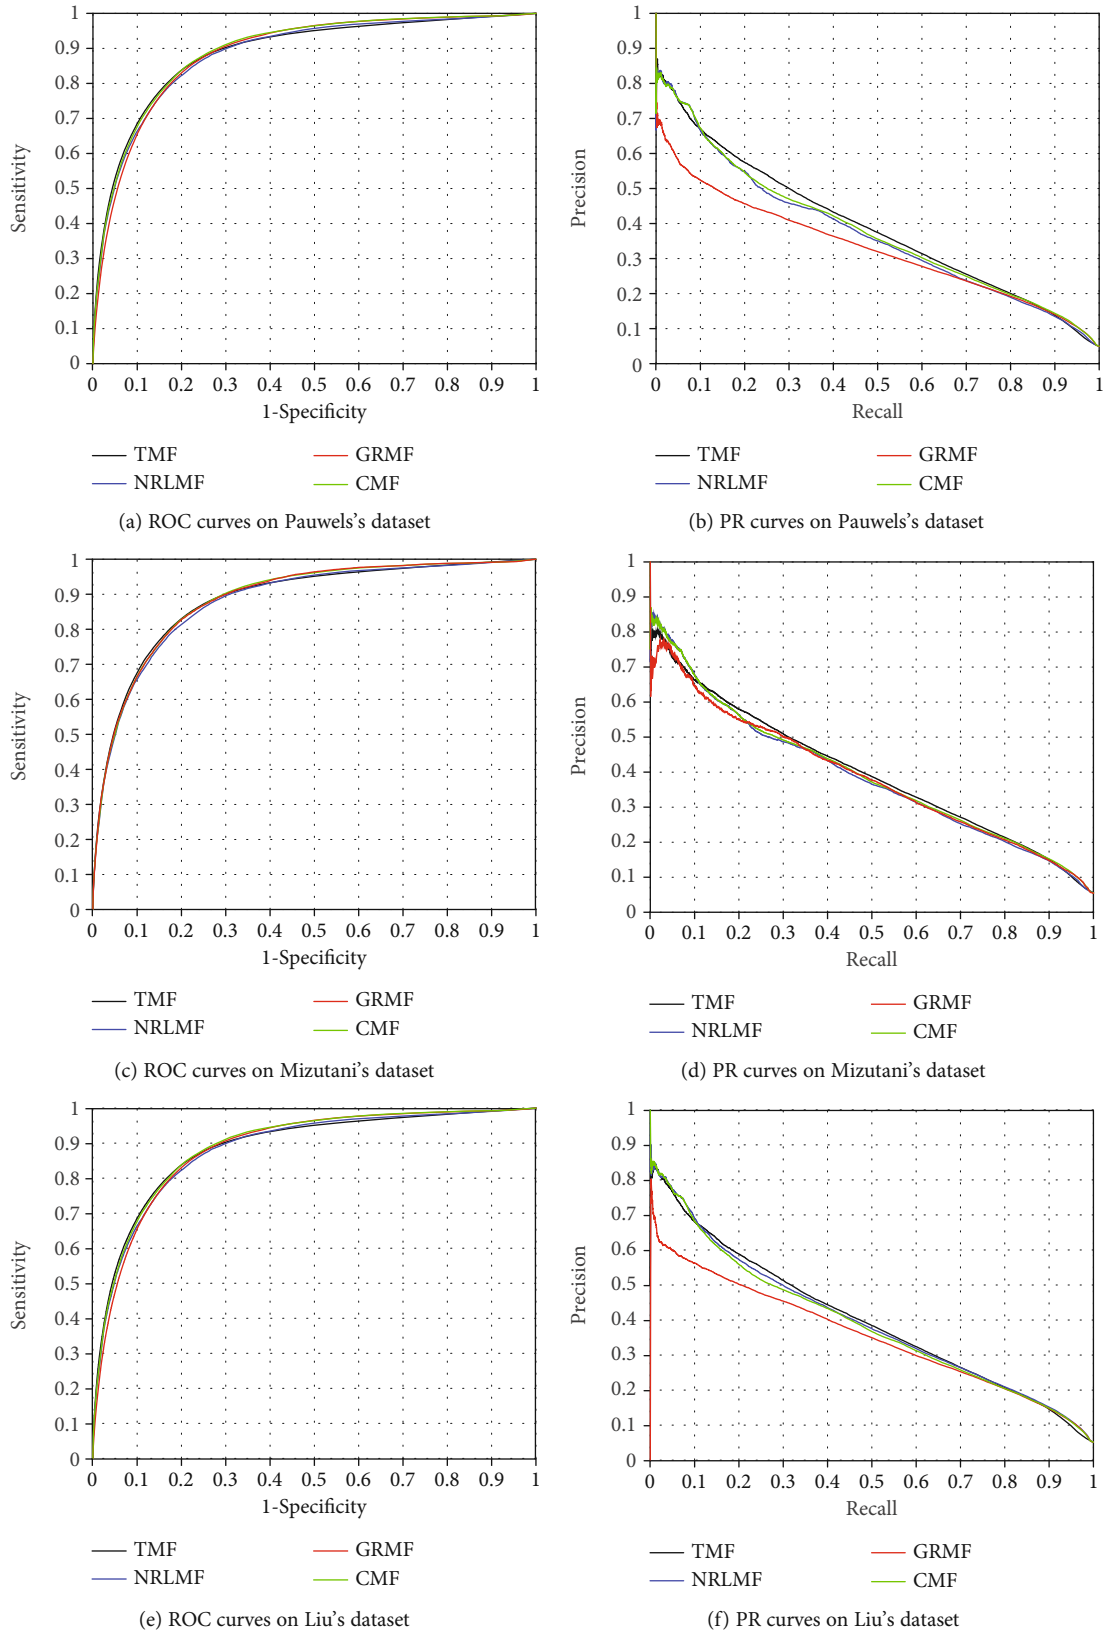 1
0.9
0.8
0.7
0.6
0.5
0.4
0.3
0.2
0.1
0
Sensitivity
0 0.1 0.2 0.3 0.4 0.5 0.6 0.7 0.8 0.9 1
1-Specificity
TMF GRMF
NRLMF CMF
(a) ROC curves on Pauwels's dataset
1
0.9
0.8
0.7
0.6
0.5
0.4
0.3
0.2
0.1
0
Precision
0 0.1 0.2 0.3 0.4 0.5 0.6 0.7 0.8 0.9 1
Recall
TMF GRMF
NRLMF CMF
(b) PR curves on Pauwels's dataset
1
0.9
0.8
0.7
0.6
0.5
0.4
0.3
0.2
0.1
0
Sensitivity
0 0.1 0.2 0.3 0.4 0.5 0.6 0.7 0.8 0.9 1
1-Specificity
TMF GRMF
NRLMF CMF
(c) ROC curves on Mizutani's dataset
1
0.9
0.8
0.7
0.6
0.5
0.4
0.3
0.2
0.1
0
Precision
0 0.1 0.2 0.3 0.4 0.5 0.6 0.7 0.8 0.9 1
Recall
TMF GRMF
NRLMF CMF
(d) PR curves on Mizutani's dataset
1
0.9
0.8
0.7
0.6
0.5
0.4
0.3
0.2
0.1
0
Sensitivity
0 0.1 0.2 0.3 0.4 0.5 0.6 0.7 0.8 0.9 1
1-Specificity
TMF GRMF
NRLMF CMF
(e) ROC curves on Liu's dataset
1
0.9
0.8
0.7
0.6
0.5
0.4
0.3
0.2
0.1
0
Precision
0 0.1 0.2 0.3 0.4 0.5 0.6 0.7 0.8 0.9 1
Recall
TMF GRMF
NRLMF CMF
(f) PR curves on Liu's dataset